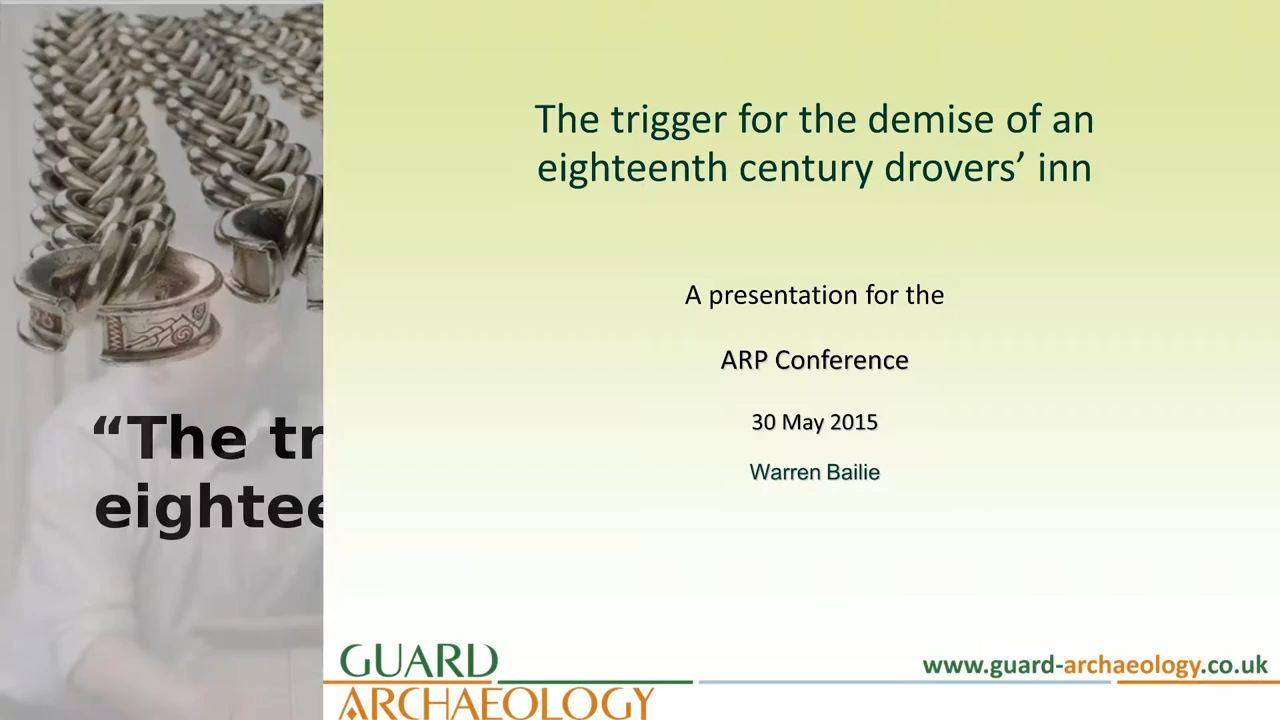 The trigger for the demise of an
eighteenth century drovers’ inn
A presentation for the
ARP Conference
30 May 2015
Warren Bailie
“The tr
eightee
GUARD
ARCHAEOLOGY
www.guard-archaeology.co.uk